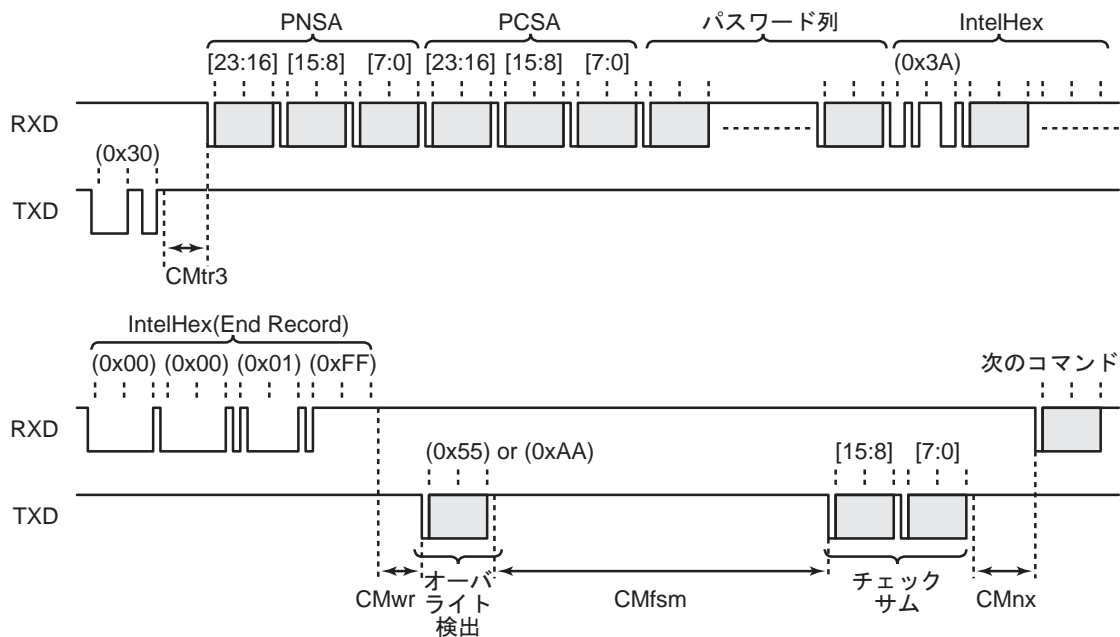 PNSA PCSA パスワード列 IntelHex
[23:16] [15:8] [7:0] [23:16] [15:8] [7:0] (0x3A)
RXD
(0x30)
TXD
CMtr3
IntelHex(End Record)
(0x00) (0x00) (0x01) (0xFF) 次のコマンド
RXD
(0x55) or (0xAA) [15:8] [7:0]
TXD
CMwr オーバ
ライト
検出 CMfsm チェック
サム CMnx